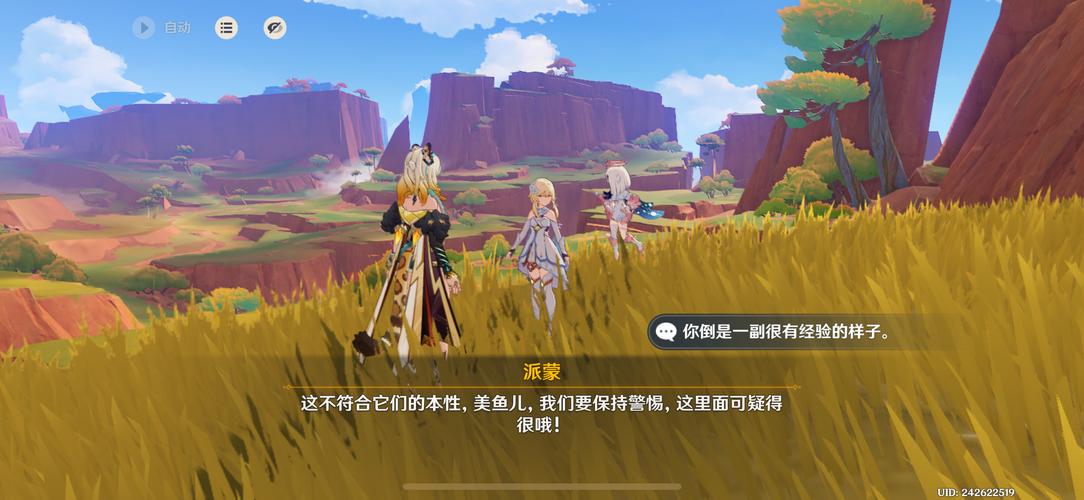 自动
你倒是一副很有经验的样子。
派蒙
这不符合它们的本性，美鱼儿，我们要保持警惕，这里面可疑得
很哦！
UID: 242622519